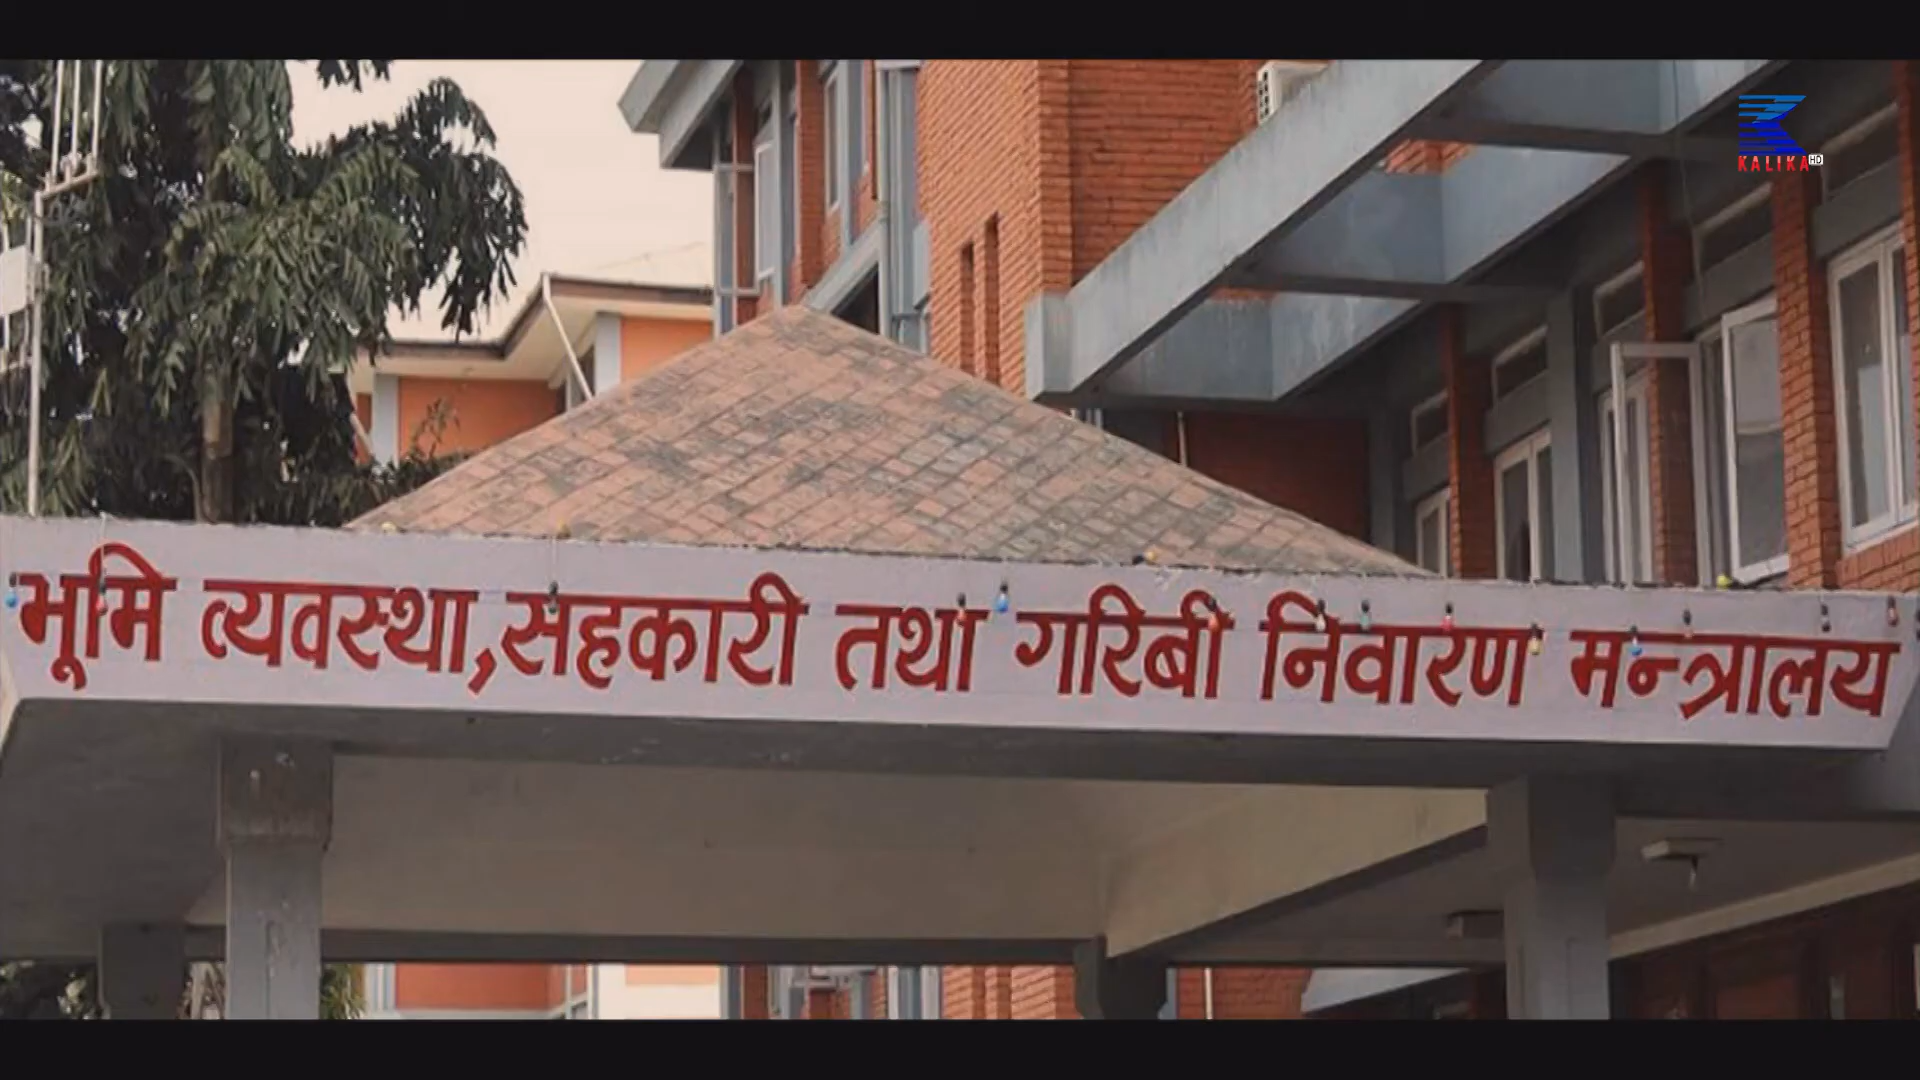 KALIKA HD
भूमि व्यवस्था,सहकारी तथा गरिबी निवारण मन्त्रालय